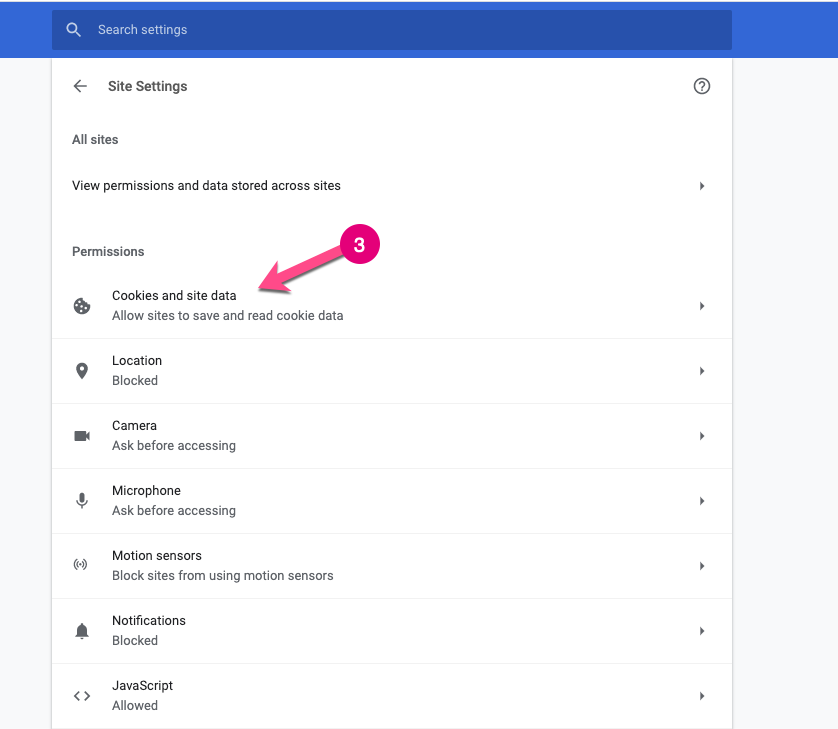 Search settings
Site Settings
All sites
View permissions and data stored across sites
Permissions
3
Cookies and site data
Allow sites to save and read cookie data
Location
Blocked
Camera
Ask before accessing
Microphone
Ask before accessing
Motion sensors
Block sites from using motion sensors
Notifications
Blocked
JavaScript
Allowed